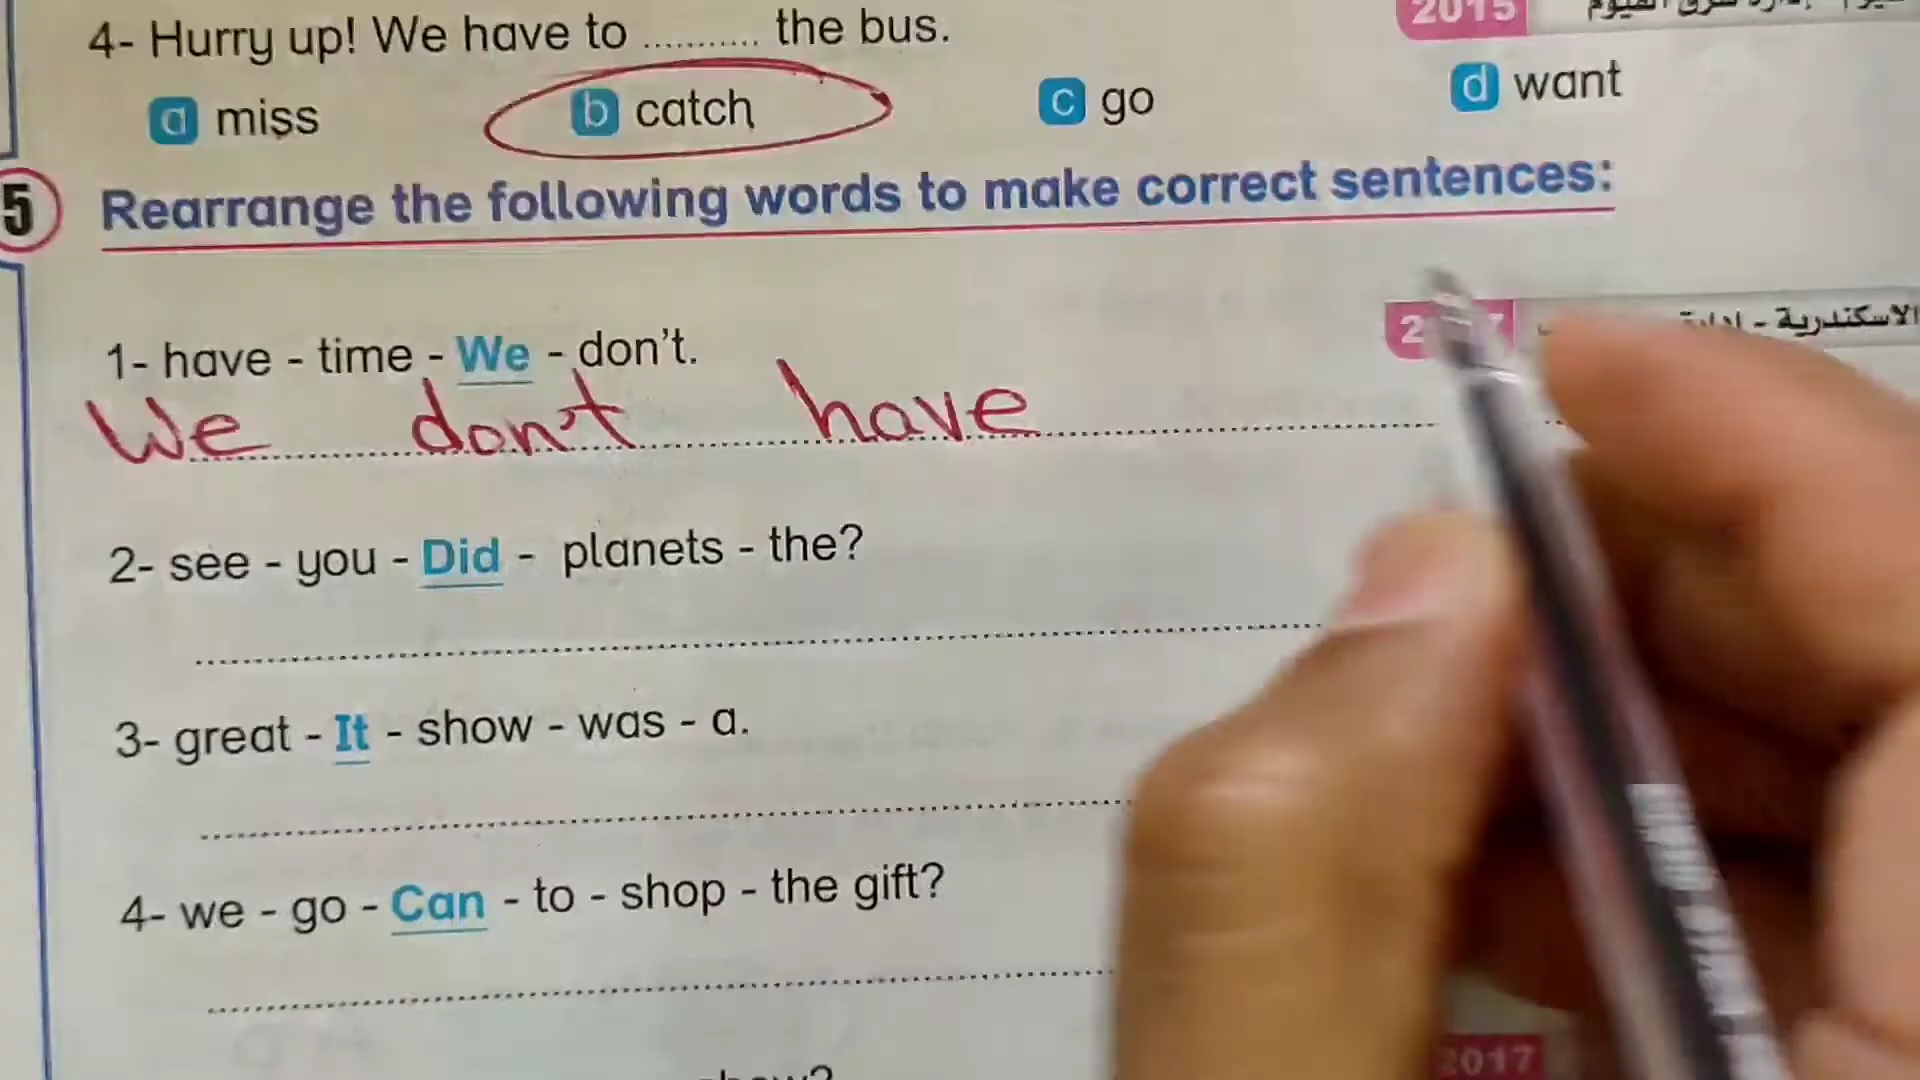 4- Hurry up! We have to ........... the bus.
2015
a miss b catch c go d want
5 Rearrange the following words to make correct sentences:
1- have - time - We - don't.
الاسكندرية -
We don't have
2- see - you - Did - planets - the?
3- great - It - show - was - a.
4- we - go - Can - to - shop - the gift?
2017